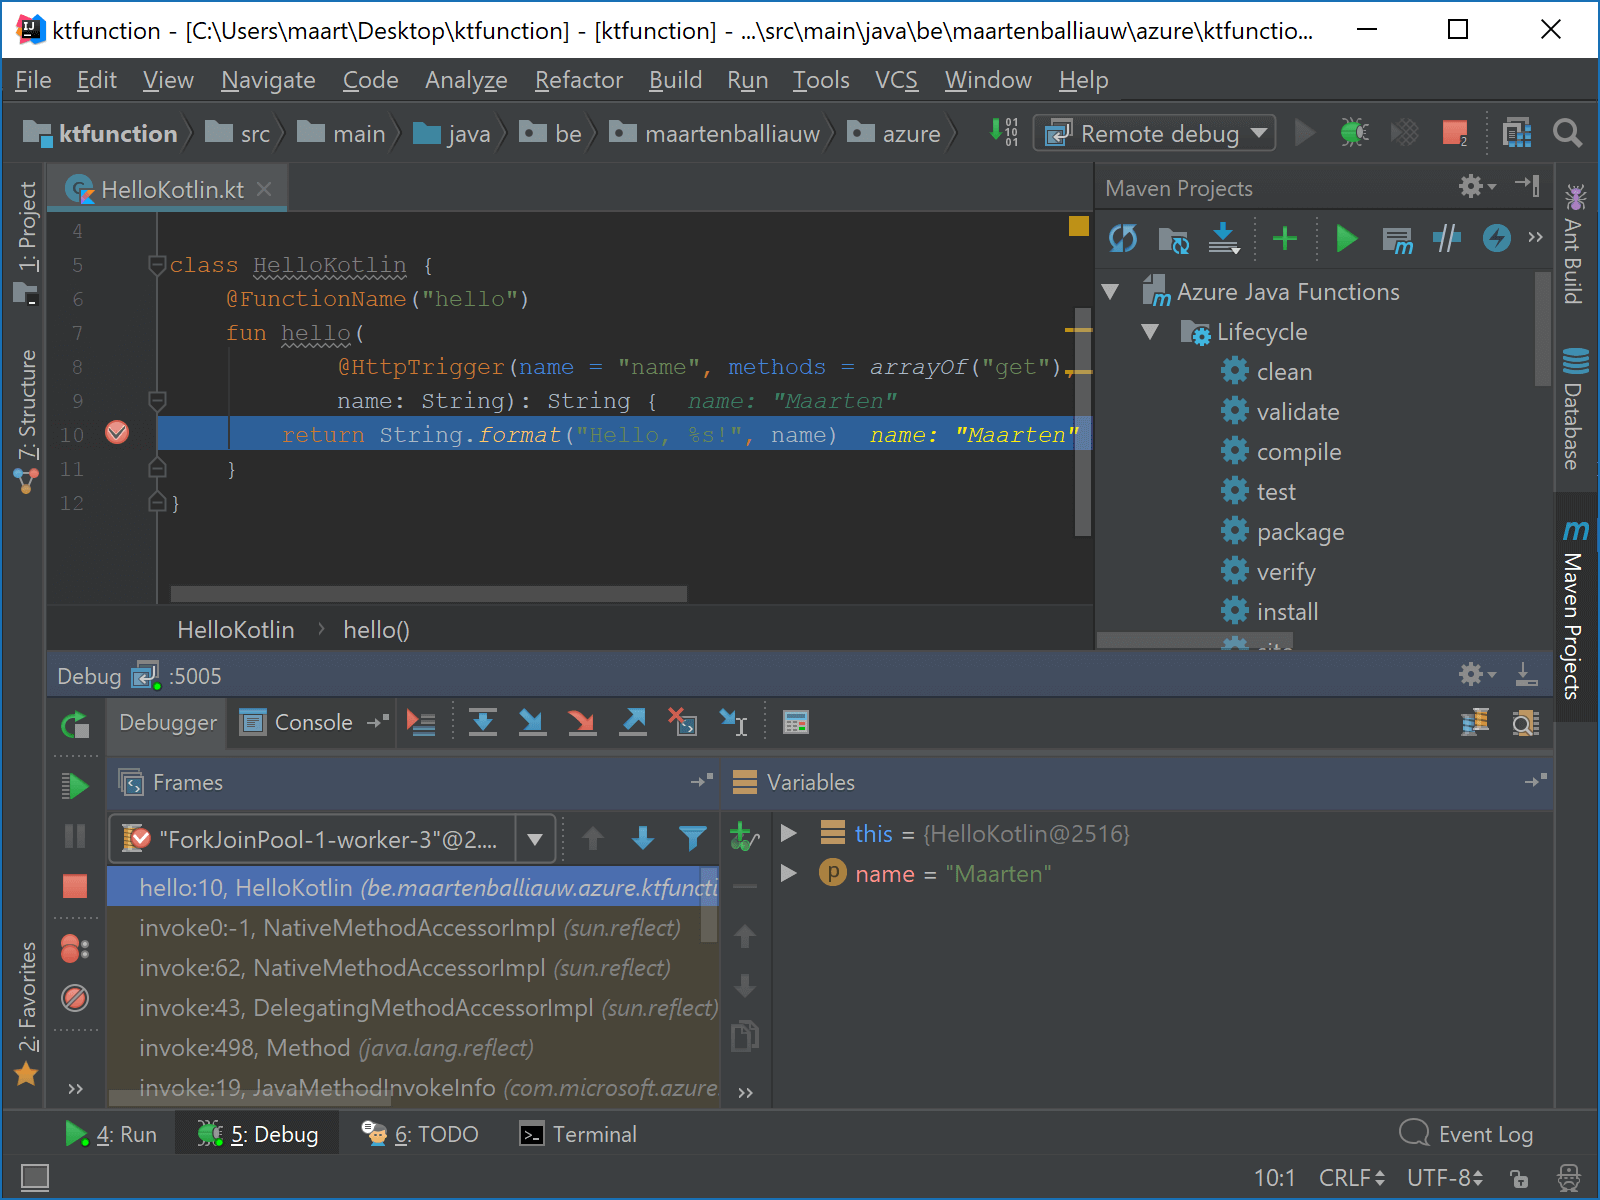 ktfunction - [C:\Users\maart\Desktop\ktfunction] - [ktfunction] - ...\src\main\java\be\maartenballiauw\azure\ktfunctio...
File Edit View Navigate Code Analyze Refactor Build Run Tools VCS Window Help
ktfunction src main java be maartenballiauw azure Remote debug 2
1: Project
7: Structure
2: Favorites
HelloKotlin.kt
4
5 class HelloKotlin {
6 @FunctionName("hello")
7 fun hello(
8 @HttpTrigger(name = "name", methods = arrayOf("get"),
9 name: String): String { name: "Maarten"
10 return String.format("Hello, %s!", name) name: "Maarten"
11 }
12 }
HelloKotlin › hello()
Maven Projects
Azure Java Functions
Lifecycle
clean
validate
compile
test
package
verify
install
site
Ant Build
Database
Maven Projects
Debug :5005
Debugger Console
Frames
"ForkJoinPool-1-worker-3"@2....
hello:10, HelloKotlin (be.maartenballiauw.azure.ktfuncti
invoke0:-1, NativeMethodAccessorImpl (sun.reflect)
invoke:62, NativeMethodAccessorImpl (sun.reflect)
invoke:43, DelegatingMethodAccessorImpl (sun.reflect)
invoke:498, Method (java.lang.reflect)
invoke:19, JavaMethodInvokeInfo (com.microsoft.azure.
Variables
this = {HelloKotlin@2516}
name = "Maarten"
4: Run 5: Debug 6: TODO Terminal Event Log
10:1 CRLF UTF-8